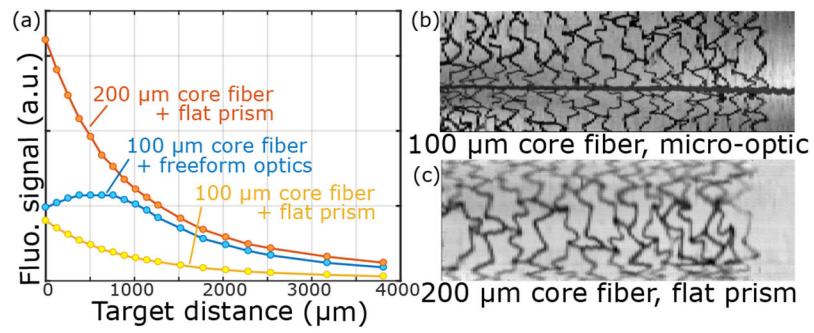 (a)
Fluo. signal (a.u.)
200 µm core fiber
+ flat prism
100 µm core fiber
+ freeform optics
100 µm core fiber
+ flat prism
0
1000
2000
3000
4000
Target distance (µm)
(b)
100 µm core fiber, micro-optic
(c)
200 µm core fiber, flat prism